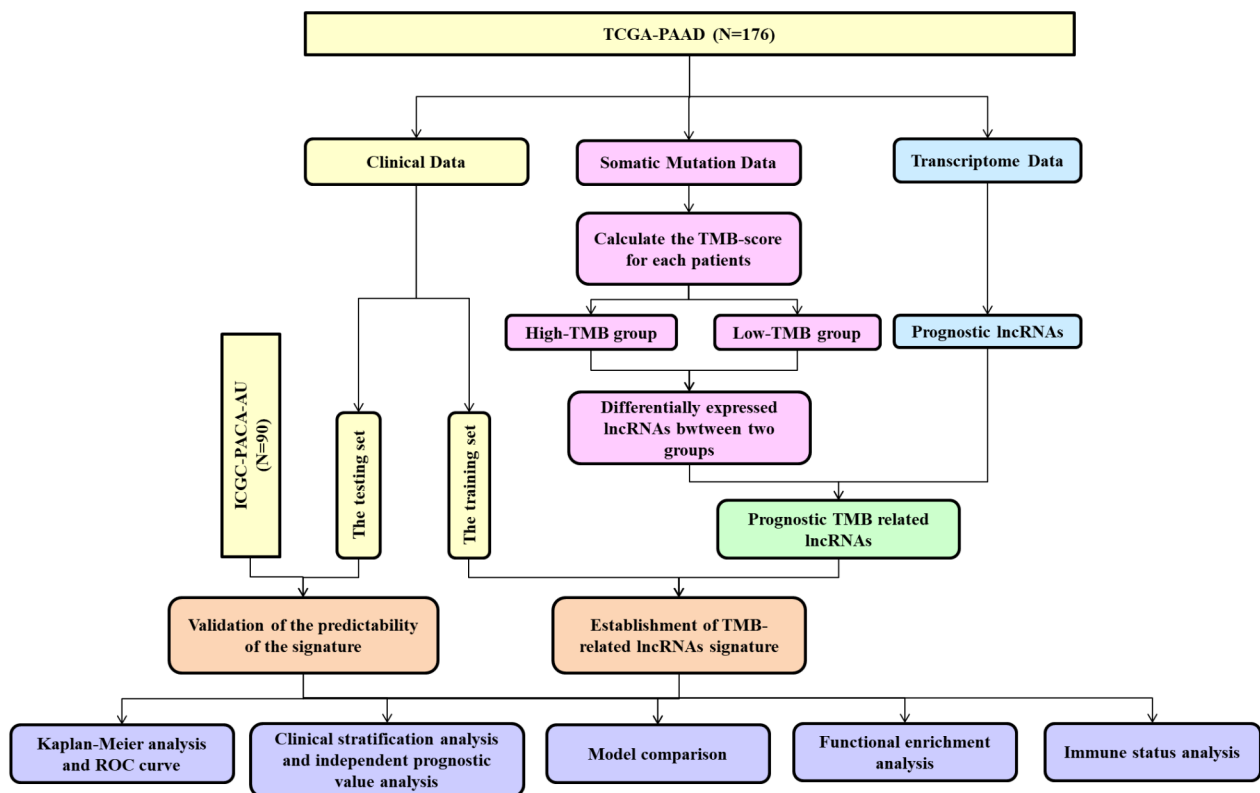 TCGA-PAAD (N=176)
Clinical Data
Somatic Mutation Data
Transcriptome Data
Calculate the TMB-score
for each patients
High-TMB group
Low-TMB group
Prognostic lncRNAs
ICGC-PACA-AU
(N=90)
The testing set
The training set
Differentially expressed
lncRNAs bwtween two
groups
Prognostic TMB related
lncRNAs
Validation of the predictability
of the signature
Establishment of TMB-
related lncRNAs signature
Kaplan-Meier analysis
and ROC curve
Clinical stratification analysis
and independent prognostic
value analysis
Model comparison
Functional enrichment
analysis
Immune status analysis